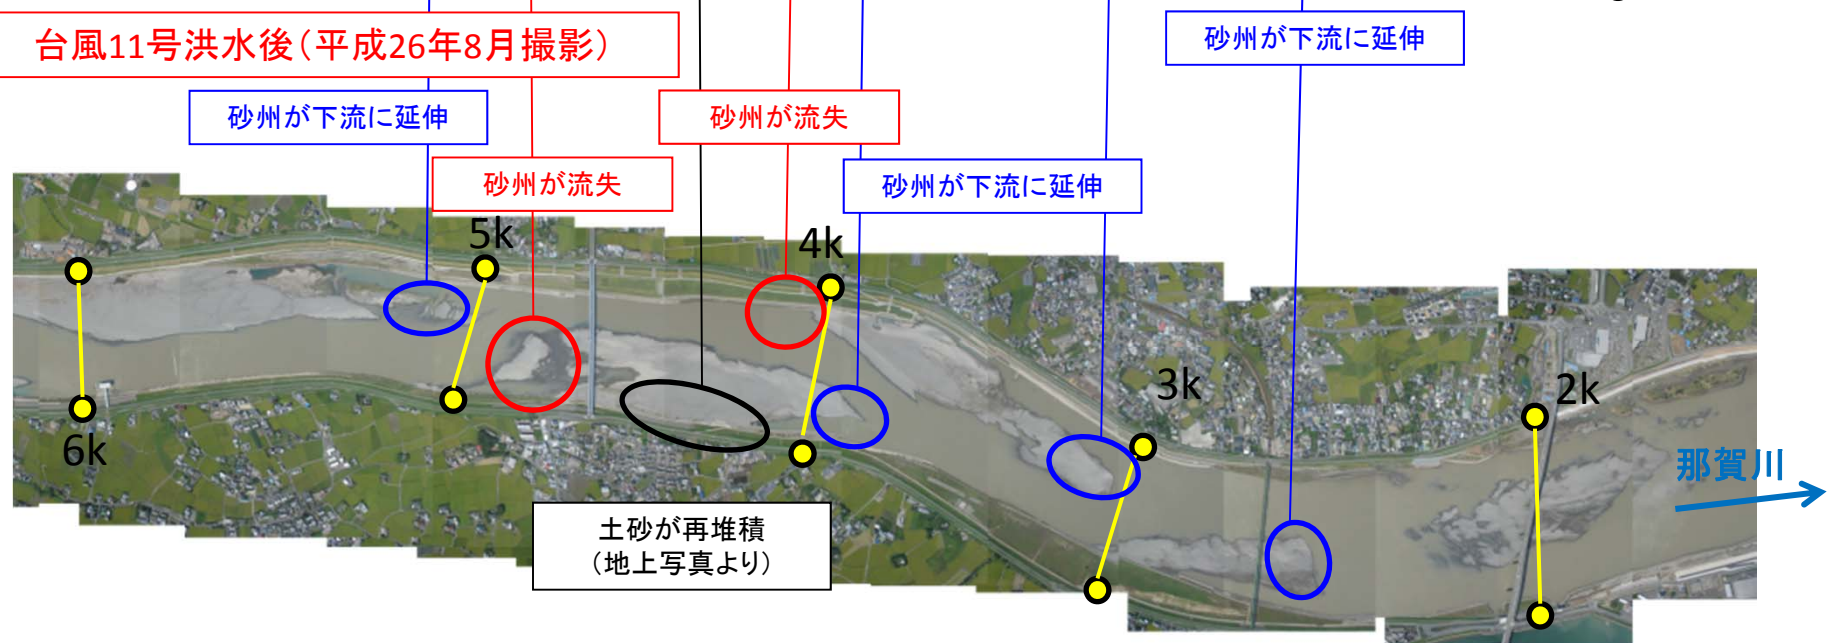 砂州が下流に延伸
台風11号洪水後（平成26年8月撮影）
砂州が下流に延伸
砂州が流失
砂州が流失
砂州が下流に延伸
5k
4k
3k
2k
6k
那賀川
土砂が再堆積
（地上写真より）